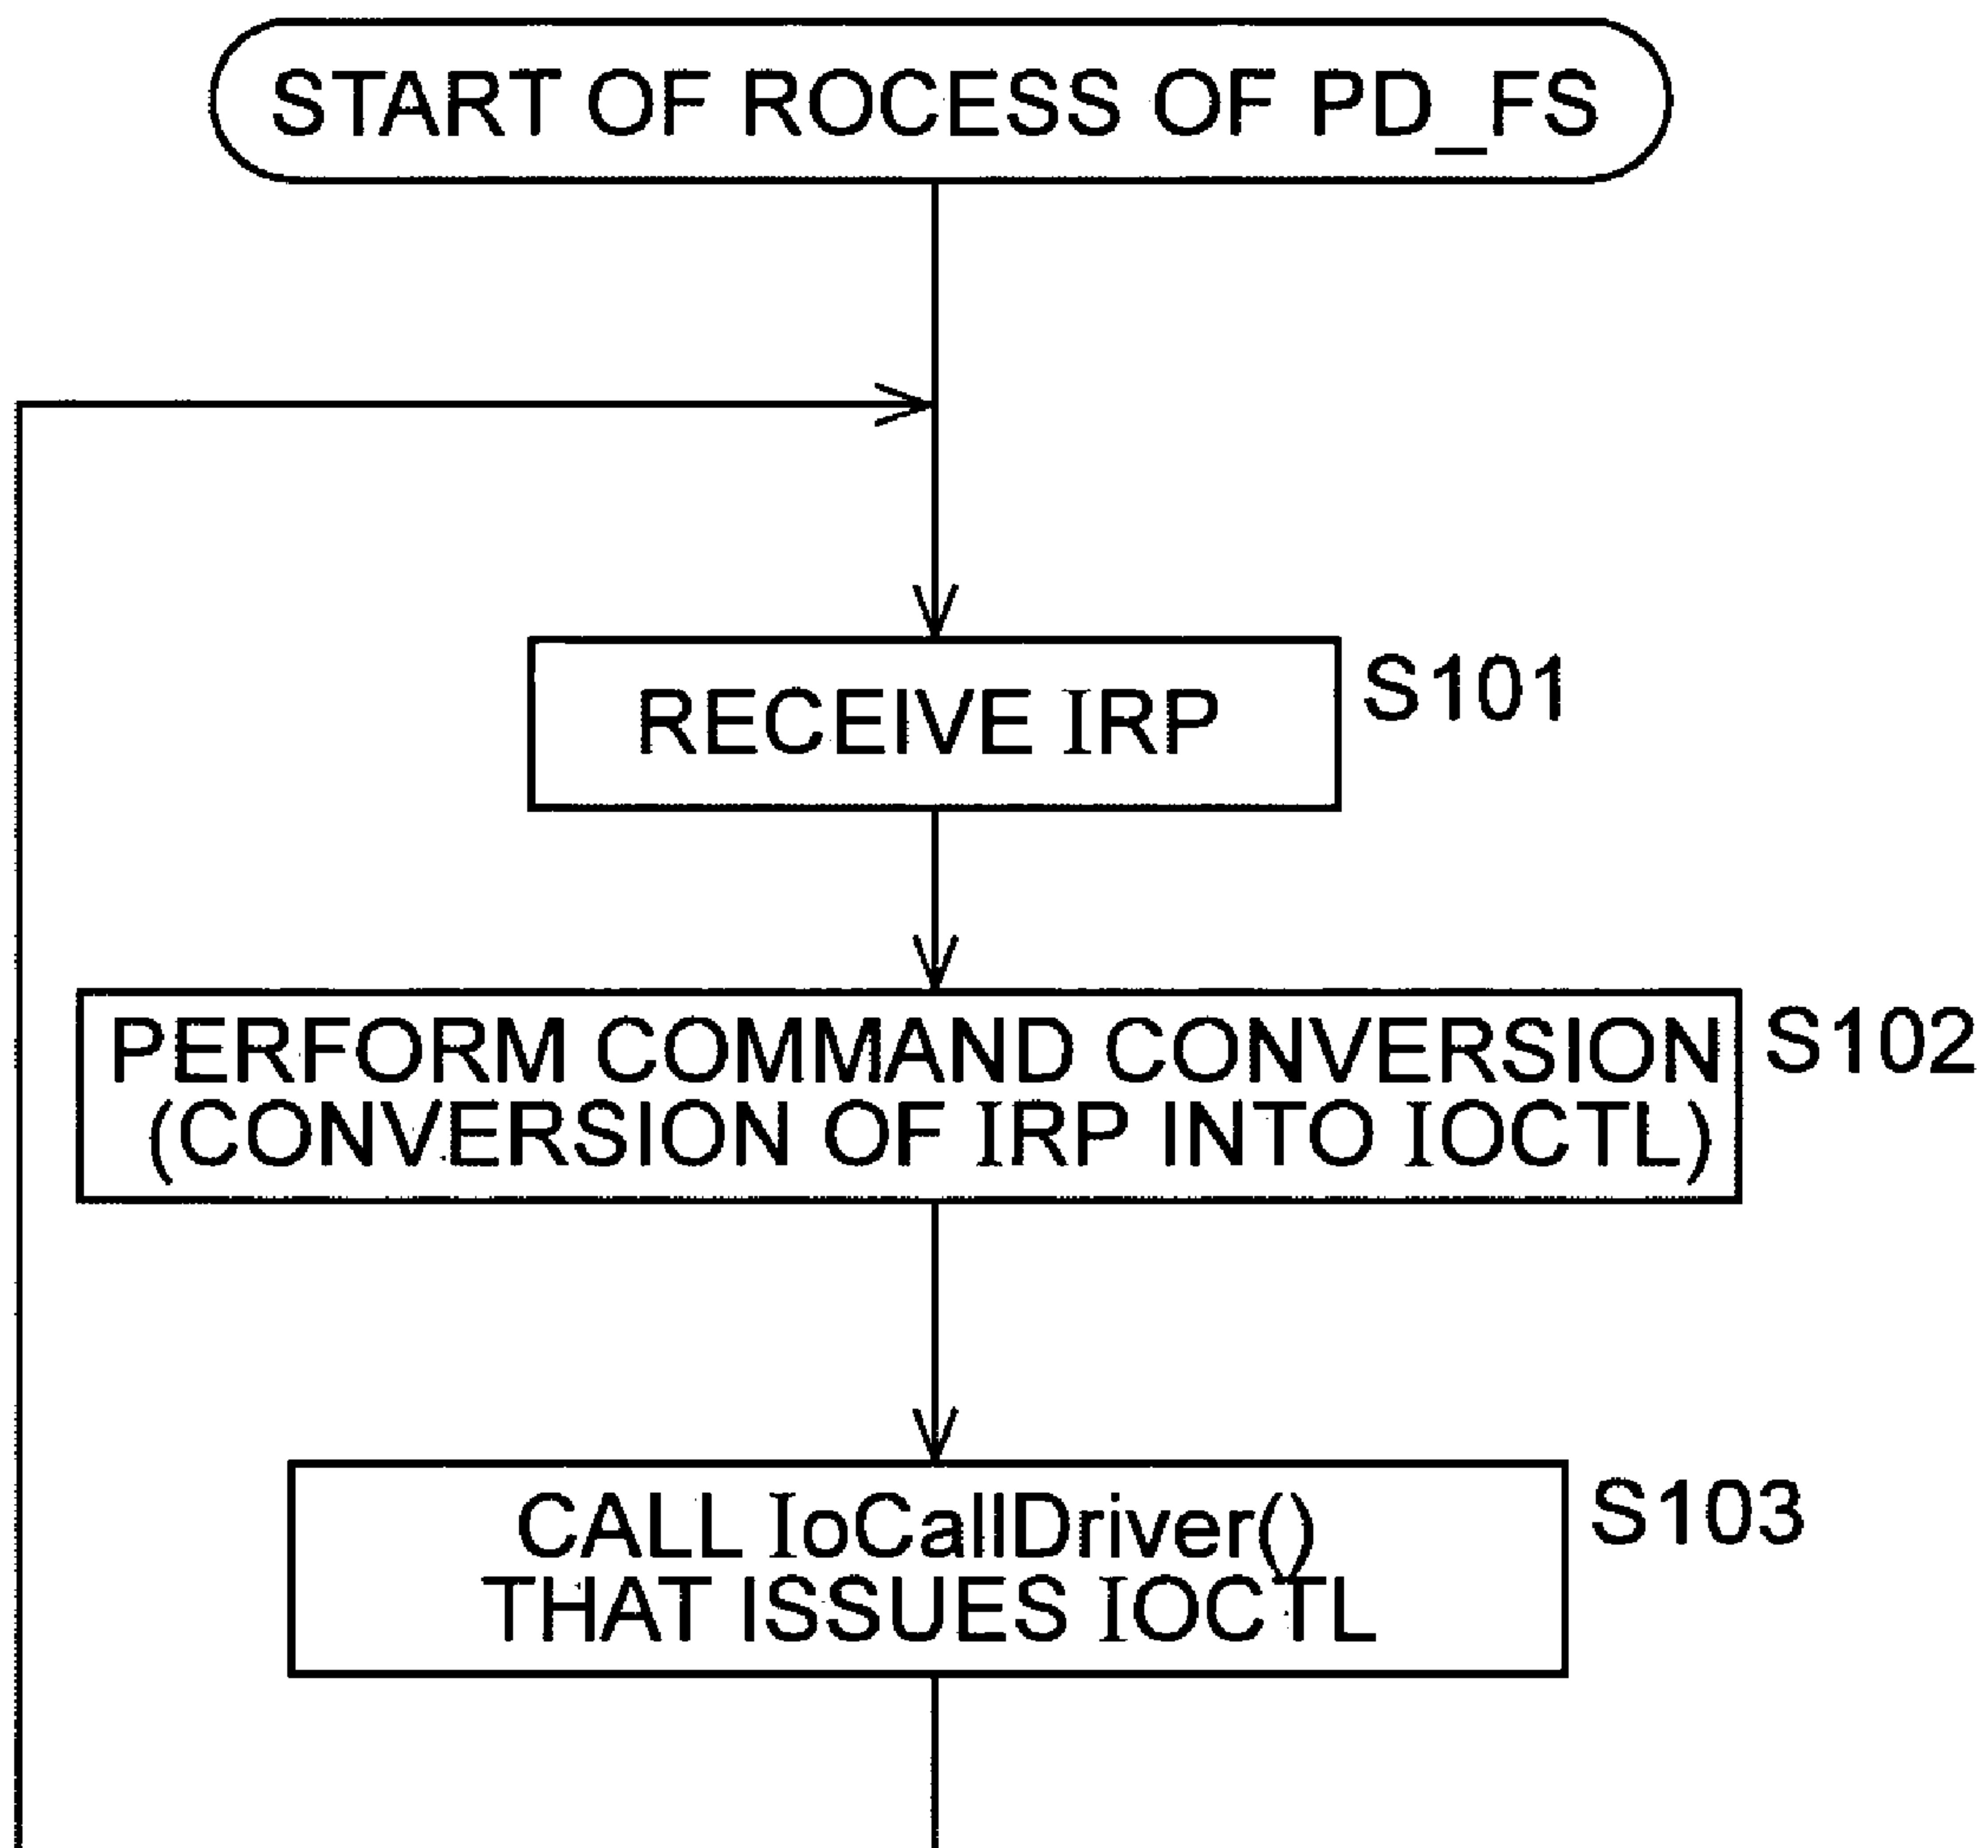 START OF ROCESS OF PD_FS
RECEIVE IRP
S101
PERFORM COMMAND CONVERSION
(CONVERSION OF IRP INTO IOCTL)
S102
CALL IoCallDriver()
THAT ISSUES IOCTL
S103